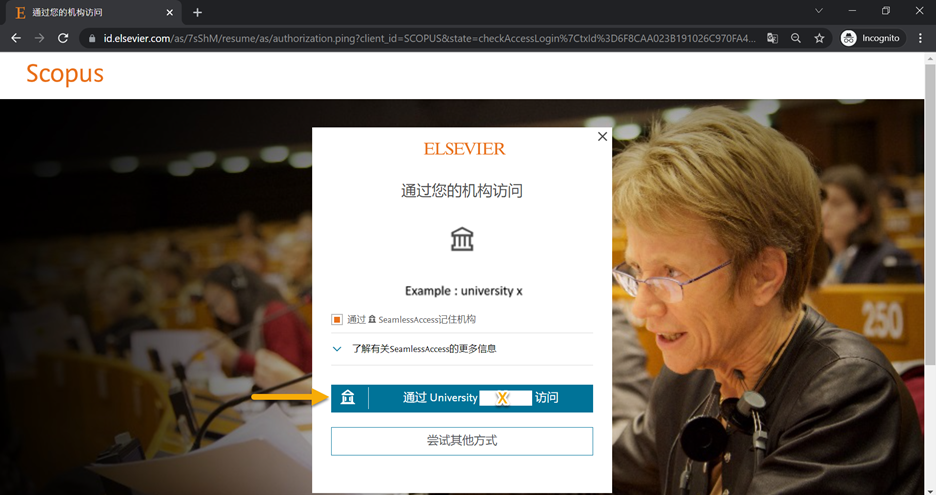 E 通过您的机构访问
id.elsevier.com/as/7sShM/resume/as/authorization.ping?client_id=SCOPUS&state=checkAccessLogin%7CtxId%3D6F8CAA023B191026C970FA4...
Incognito
Scopus
ELSEVIER
通过您的机构访问
Example : university x
通过 SeamlessAccess记住机构
了解有关SeamlessAccess的更多信息
通过 University X 访问
尝试其他方式
250